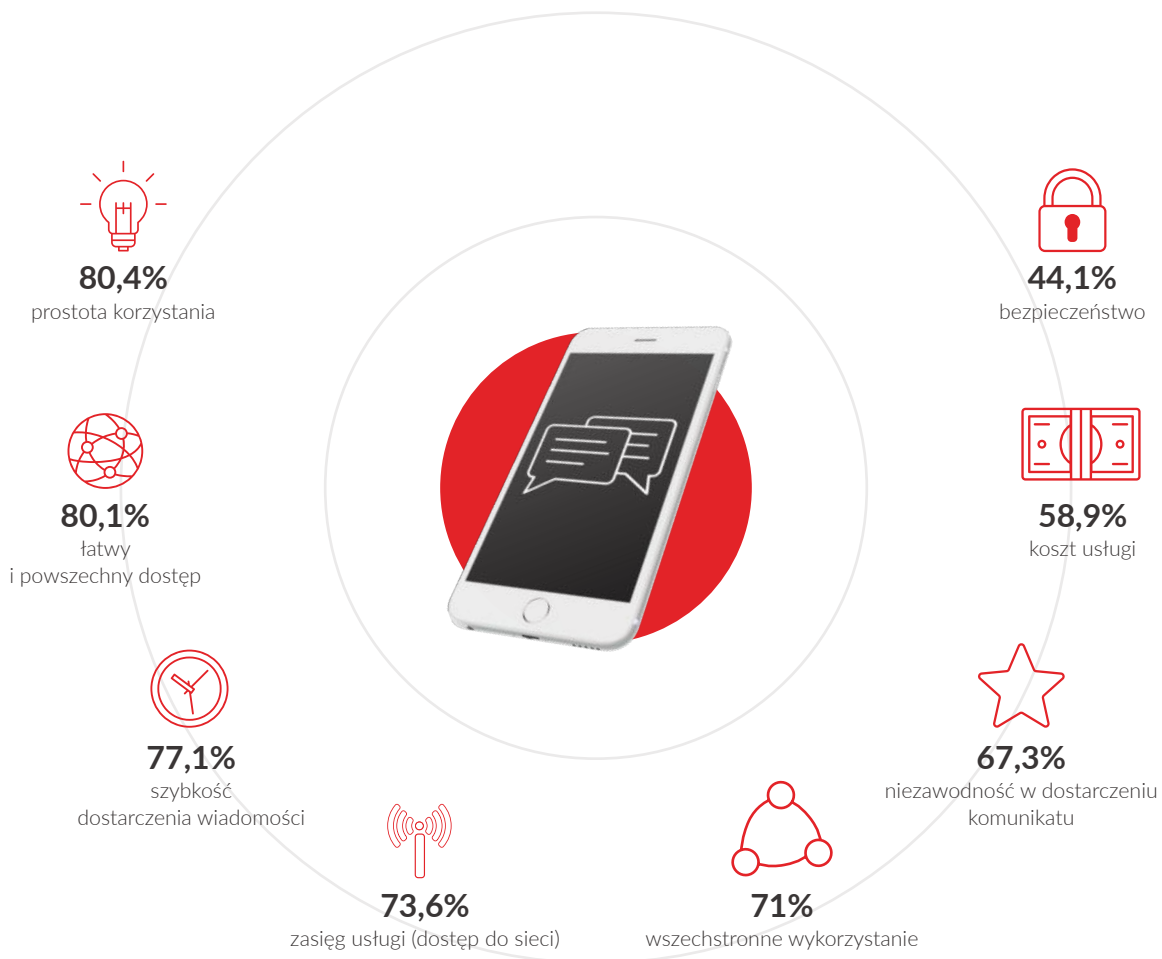 80,4%
prostota korzystania
80,1%
łatwy
i powszechny dostęp
77,1%
szybkość
dostarczenia wiadomości
73,6%
zasięg usługi (dostęp do sieci)
71%
wszechstronne wykorzystanie
67,3%
niezawodność w dostarczeniu
komunikatu
58,9%
koszt usługi
44,1%
bezpieczeństwo